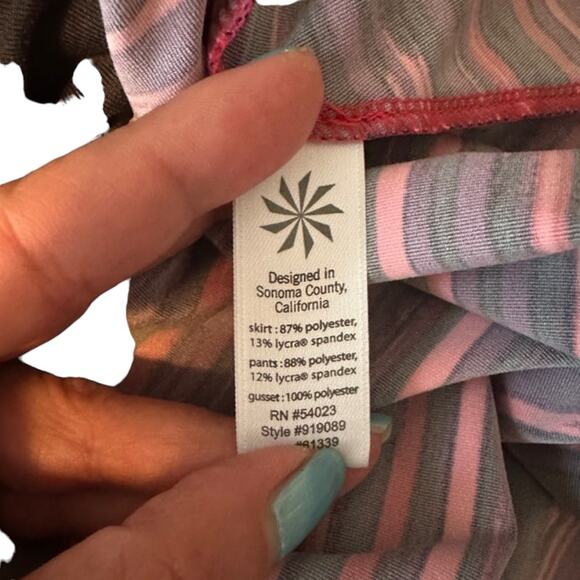 Designed in
Sonoma County,
California
skirt : 87% polyester,
13% lycra® spandex
pants : 88% polyester,
12% lycra® spandex
gusset : 100% polyester
RN #54023
Style #919089
#61339